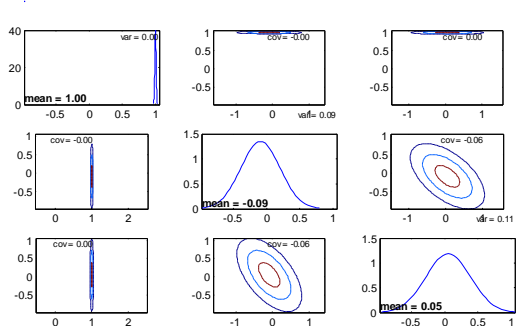 40
20
0
var = 0.00
mean = 1.00
-0.5 0 0.5 1
1
0.5
0
-0.5
cov = -0.00
-1 0 1
var = 0.09
1
0.5
0
-0.5
cov = 0.00
-1 0 1
1
0.5
0
-0.5
cov = -0.00
0 1 2
1.5
1
0.5
0
mean = -0.09
-0.5 0 0.5
1
0.5
0
-0.5
cov = -0.06
-1 0 1
var = 0.11
1
0.5
0
-0.5
cov = 0.00
0 1 2
1
0.5
0
-0.5
cov = -0.06
-1 0 1
1.5
1
0.5
0
mean = 0.05
-0.5 0 0.5 1